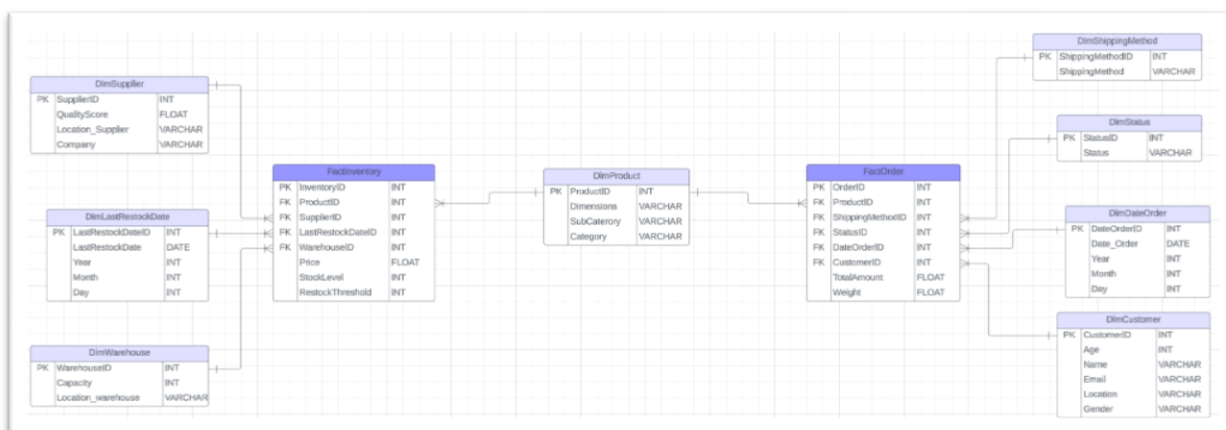 DimSupplier
PK SupplierID INT
QualityScore FLOAT
Location_Supplier VARCHAR
Company VARCHAR
DimLastRestockDate
PK LastRestockDateID INT
LastRestockDate DATE
Year INT
Month INT
Day INT
DimWarehouse
PK WarehouseID INT
Capacity INT
Location_warehouse VARCHAR
FactInventory
PK InventoryID INT
FK ProductID INT
FK SupplierID INT
FK LastRestockDateID INT
FK WarehouseID INT
Price FLOAT
StockLevel INT
RestockThreshold INT
DimProduct
PK ProductID INT
Dimensions VARCHAR
SubCaterory VARCHAR
Category VARCHAR
FactOrder
PK OrderID INT
FK ProductID INT
FK ShippingMethodID INT
FK StatusID INT
FK DateOrderID INT
FK CustomerID INT
TotalAmount FLOAT
Weight FLOAT
DimShippingMethod
PK ShippingMethodID INT
ShippingMethod VARCHAR
DimStatus
PK StatusID INT
Status VARCHAR
DimDateOrder
PK DateOrderID INT
Date_Order DATE
Year INT
Month INT
Day INT
DimCustomer
PK CustomerID INT
Age INT
Name VARCHAR
Email VARCHAR
Location VARCHAR
Gender VARCHAR